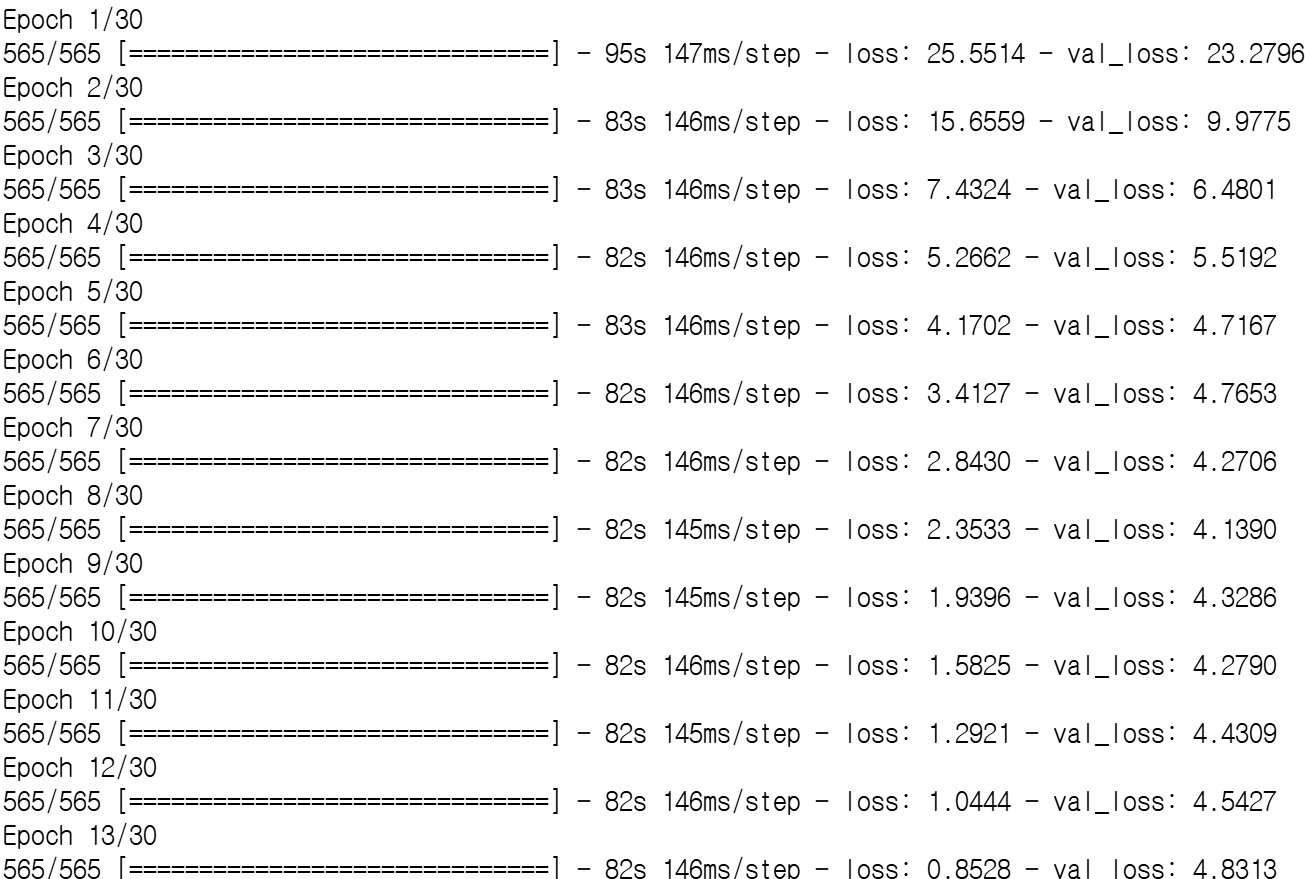 Epoch 1/30
565/565 [==============================] - 95s 147ms/step - loss: 25.5514 - val_loss: 23.2796
Epoch 2/30
565/565 [==============================] - 83s 146ms/step - loss: 15.6559 - val_loss: 9.9775
Epoch 3/30
565/565 [==============================] - 83s 146ms/step - loss: 7.4324 - val_loss: 6.4801
Epoch 4/30
565/565 [==============================] - 82s 146ms/step - loss: 5.2662 - val_loss: 5.5192
Epoch 5/30
565/565 [==============================] - 83s 146ms/step - loss: 4.1702 - val_loss: 4.7167
Epoch 6/30
565/565 [==============================] - 82s 146ms/step - loss: 3.4127 - val_loss: 4.7653
Epoch 7/30
565/565 [==============================] - 82s 146ms/step - loss: 2.8430 - val_loss: 4.2706
Epoch 8/30
565/565 [==============================] - 82s 145ms/step - loss: 2.3533 - val_loss: 4.1390
Epoch 9/30
565/565 [==============================] - 82s 145ms/step - loss: 1.9396 - val_loss: 4.3286
Epoch 10/30
565/565 [==============================] - 82s 146ms/step - loss: 1.5825 - val_loss: 4.2790
Epoch 11/30
565/565 [==============================] - 82s 145ms/step - loss: 1.2921 - val_loss: 4.4309
Epoch 12/30
565/565 [==============================] - 82s 146ms/step - loss: 1.0444 - val_loss: 4.5427
Epoch 13/30
565/565 [==============================] - 82s 146ms/step - loss: 0.8528 - val_loss: 4.8313